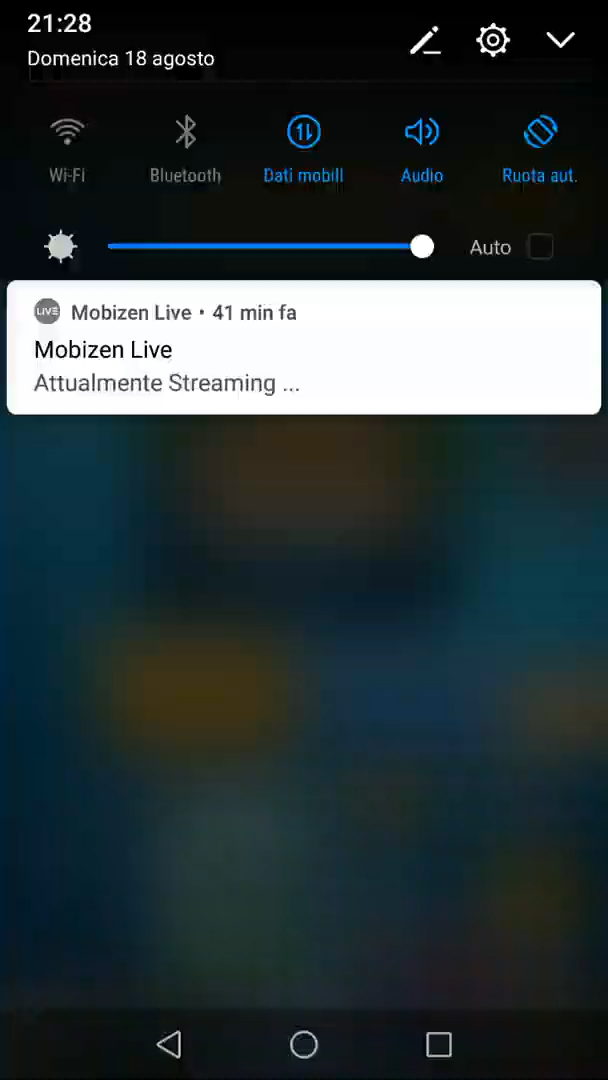 21:28
Domenica 18 agosto
Wi-Fi
Bluetooth
Dati mobili
Audio
Ruota aut.
Auto
LIVE Mobizen Live • 41 min fa
Mobizen Live
Attualmente Streaming ...